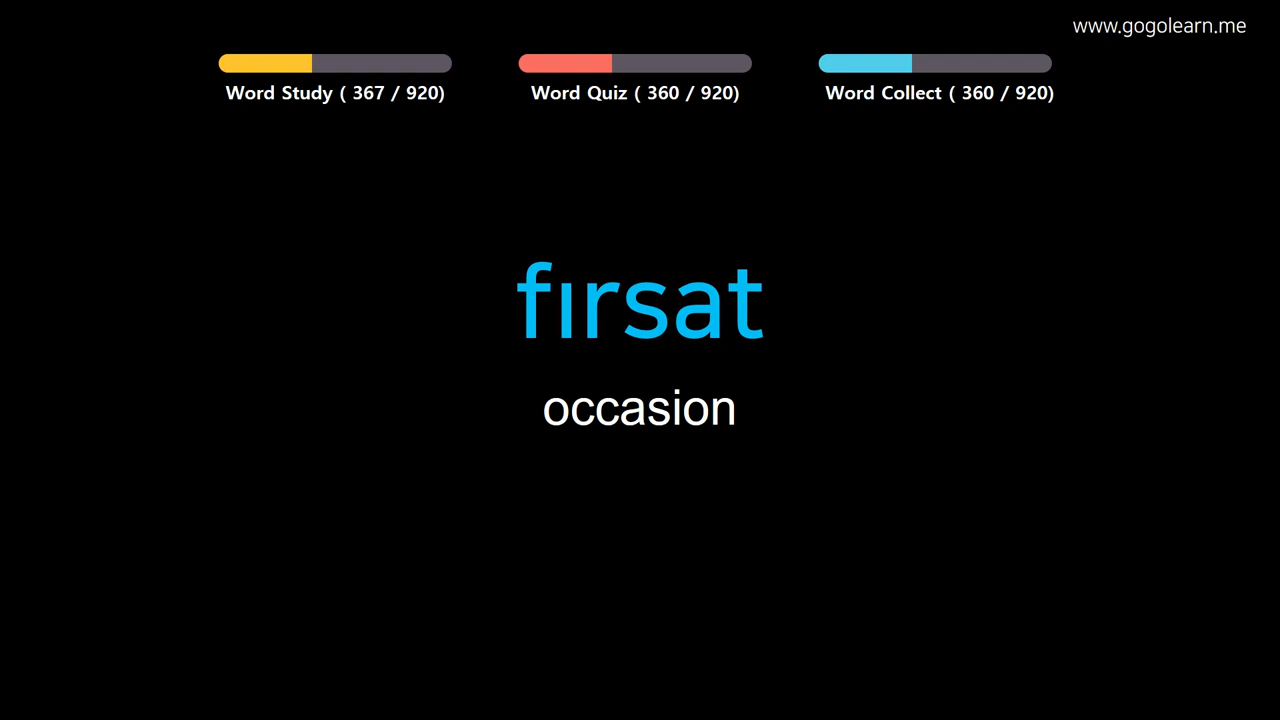 www.gogolearn.me
Word Study ( 367 / 920)
Word Quiz ( 360 / 920)
Word Collect ( 360 / 920)
fırsat
occasion